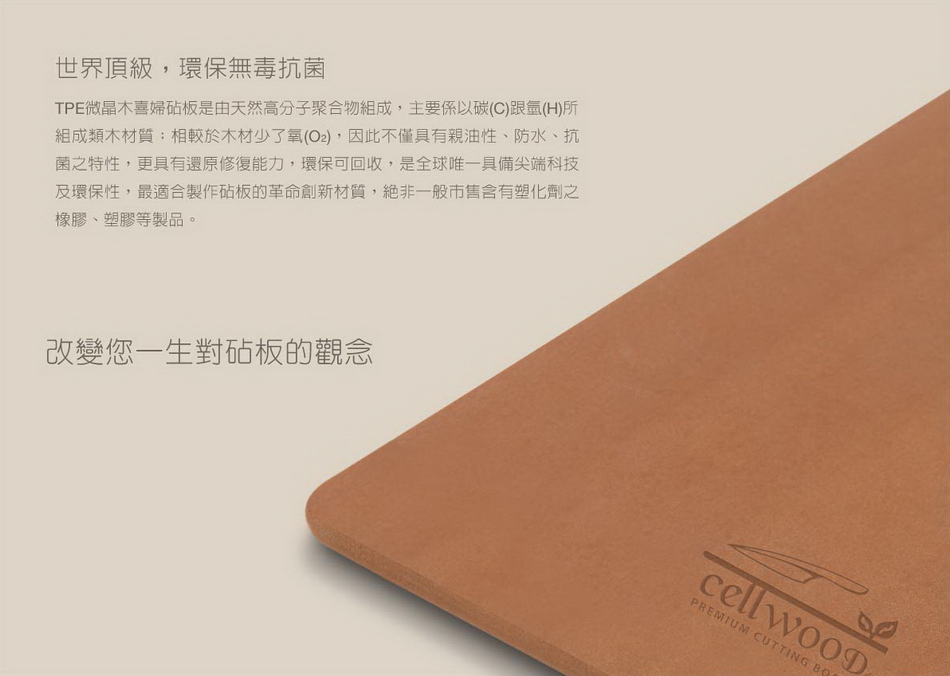 世界頂級，環保無毒抗菌
TPE微晶木喜婦砧板是由天然高分子聚合物組成，主要係以碳(C)跟氫(H)所
組成類木材質；相較於木材少了氧(O₂)，因此不僅具有親油性、防水、抗
菌之特性，更具有還原修復能力，環保可回收，是全球唯一具備尖端科技
及環保性，最適合製作砧板的革命創新材質，絕非一般市售含有塑化劑之
橡膠、塑膠等製品。
改變您一生對砧板的觀念
cellwood
PREMIUM CUTTING